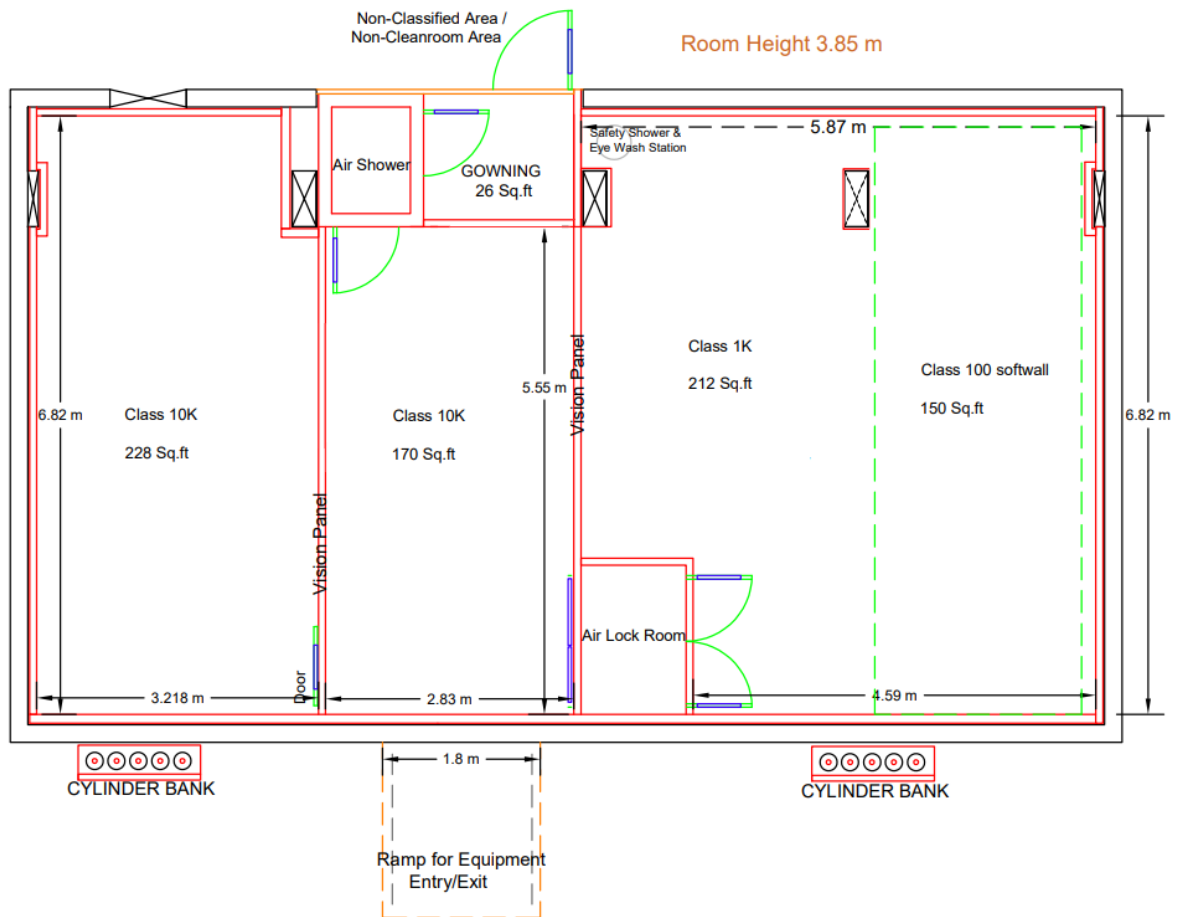 Non-Classified Area /
Non-Cleanroom Area
Room Height 3.85 m
5.87 m
Safety Shower &
Eye Wash Station
Air Shower
GOWNING
26 Sq.ft
Class 1K
212 Sq.ft
Class 100 softwall
150 Sq.ft
6.82 m
Class 10K
228 Sq.ft
5.55 m
Class 10K
170 Sq.ft
Vision Panel
Vision Panel
6.82 m
Air Lock Room
Door
3.218 m
2.83 m
4.59 m
1.8 m
CYLINDER BANK
CYLINDER BANK
Ramp for Equipment
Entry/Exit